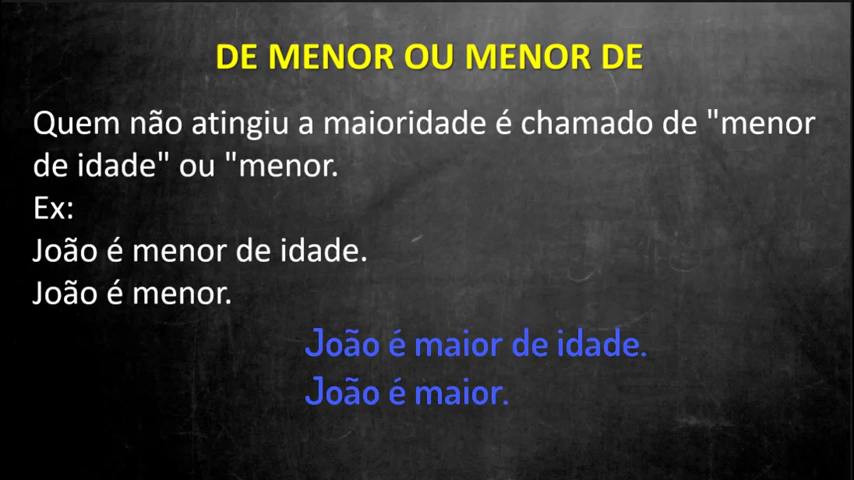 DE MENOR OU MENOR DE
Quem não atingiu a maioridade é chamado de "menor
de idade" ou "menor.
Ex:
João é menor de idade.
João é menor.
João é maior de idade.
João é maior.